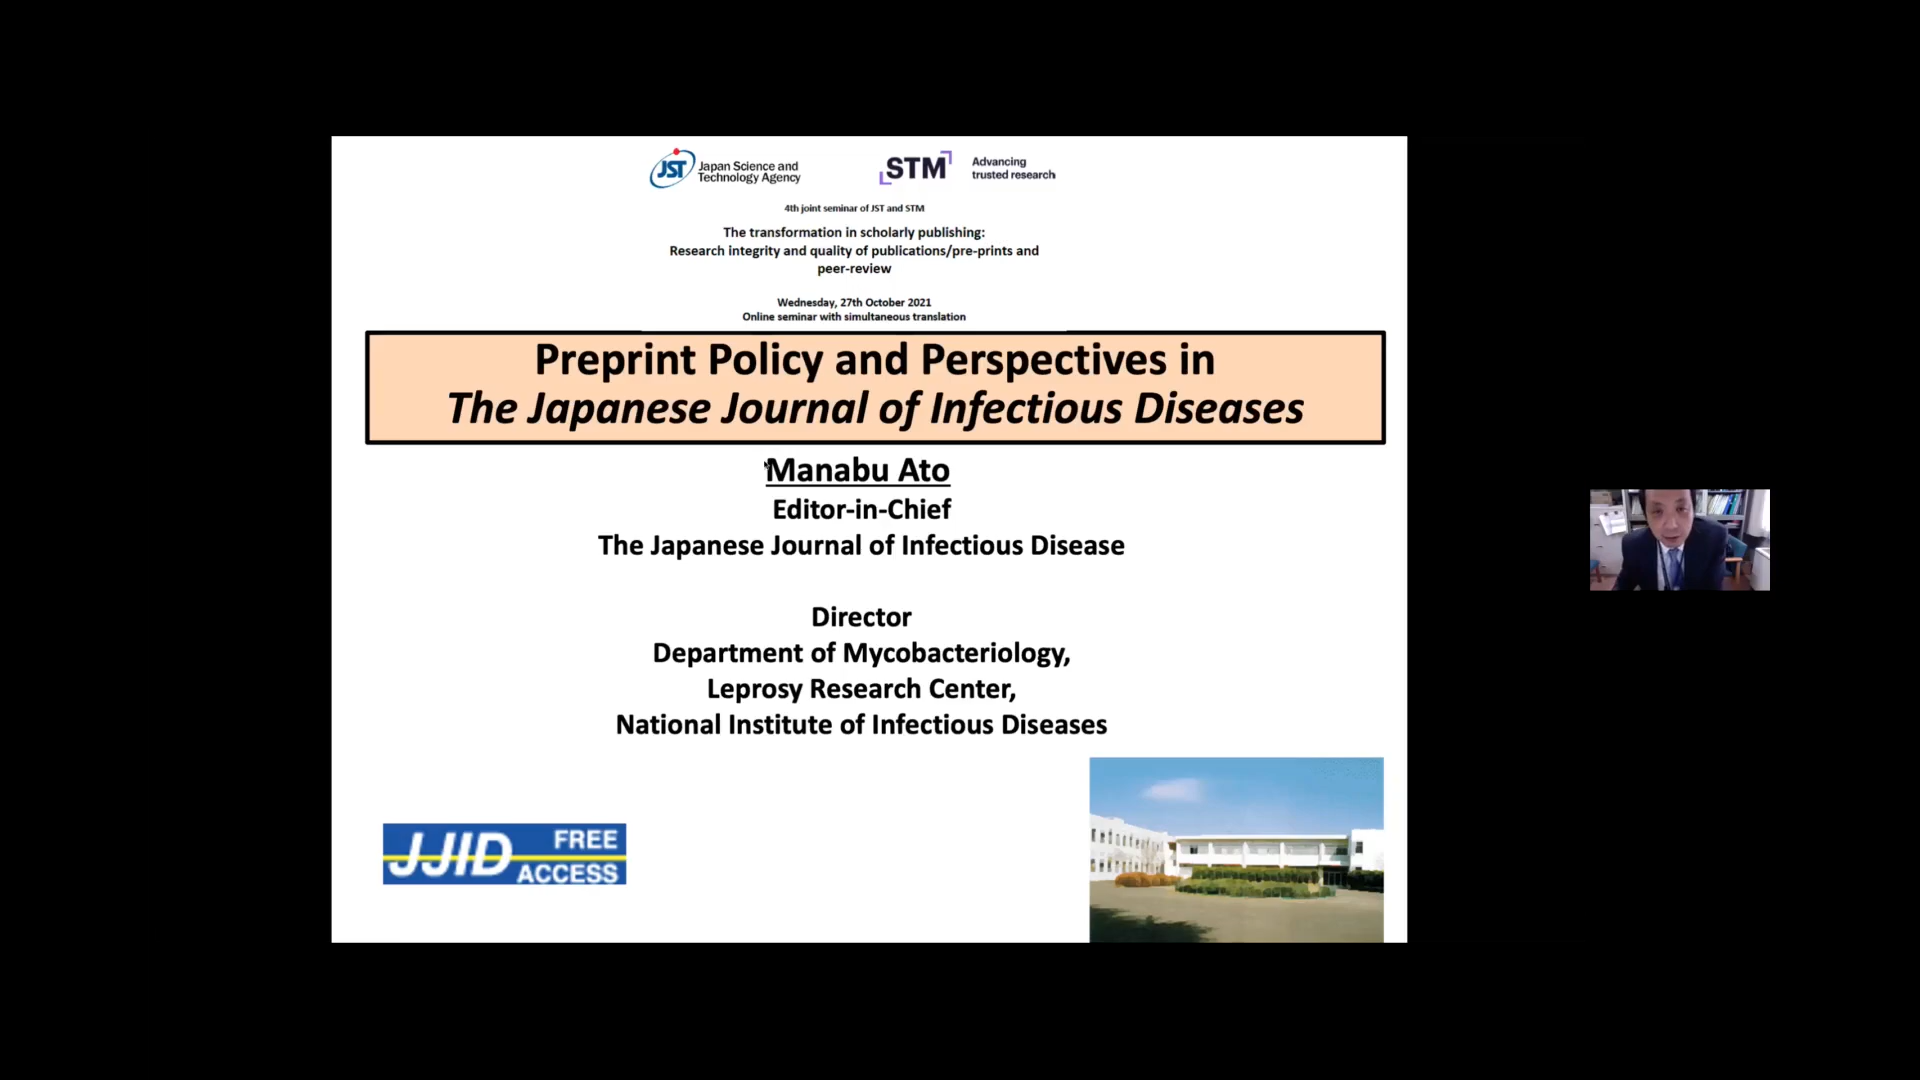 JST Japan Science and
Technology Agency
STM Advancing
trusted research
4th joint seminar of JST and STM
The transformation in scholarly publishing:
Research integrity and quality of publications/pre-prints and
peer-review
Wednesday, 27th October 2021
Online seminar with simultaneous translation
Preprint Policy and Perspectives in
The Japanese Journal of Infectious Diseases
Manabu Ato
Editor-in-Chief
The Japanese Journal of Infectious Disease
Director
Department of Mycobacteriology,
Leprosy Research Center,
National Institute of Infectious Diseases
JJID FREE
ACCESS